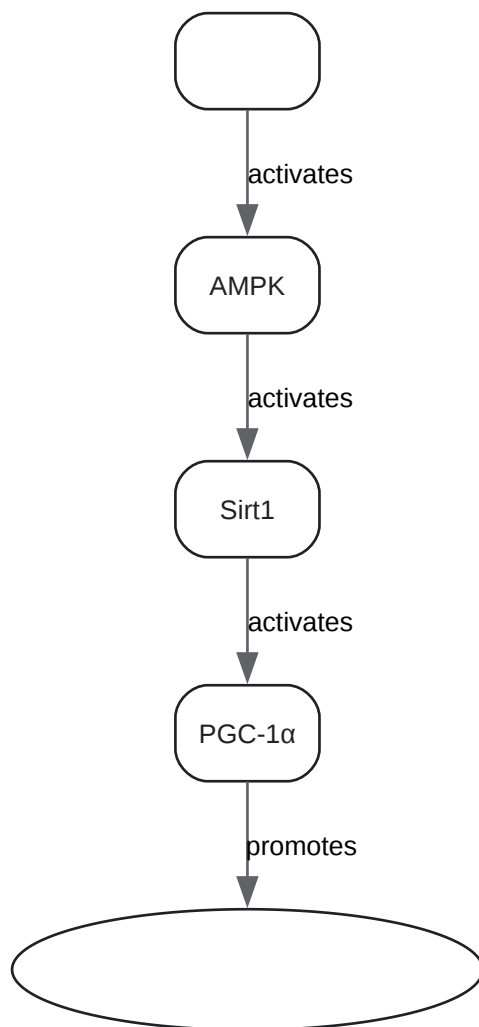 activates
AMPK
activates
Sirt1
activates
PGC-1α
promotes